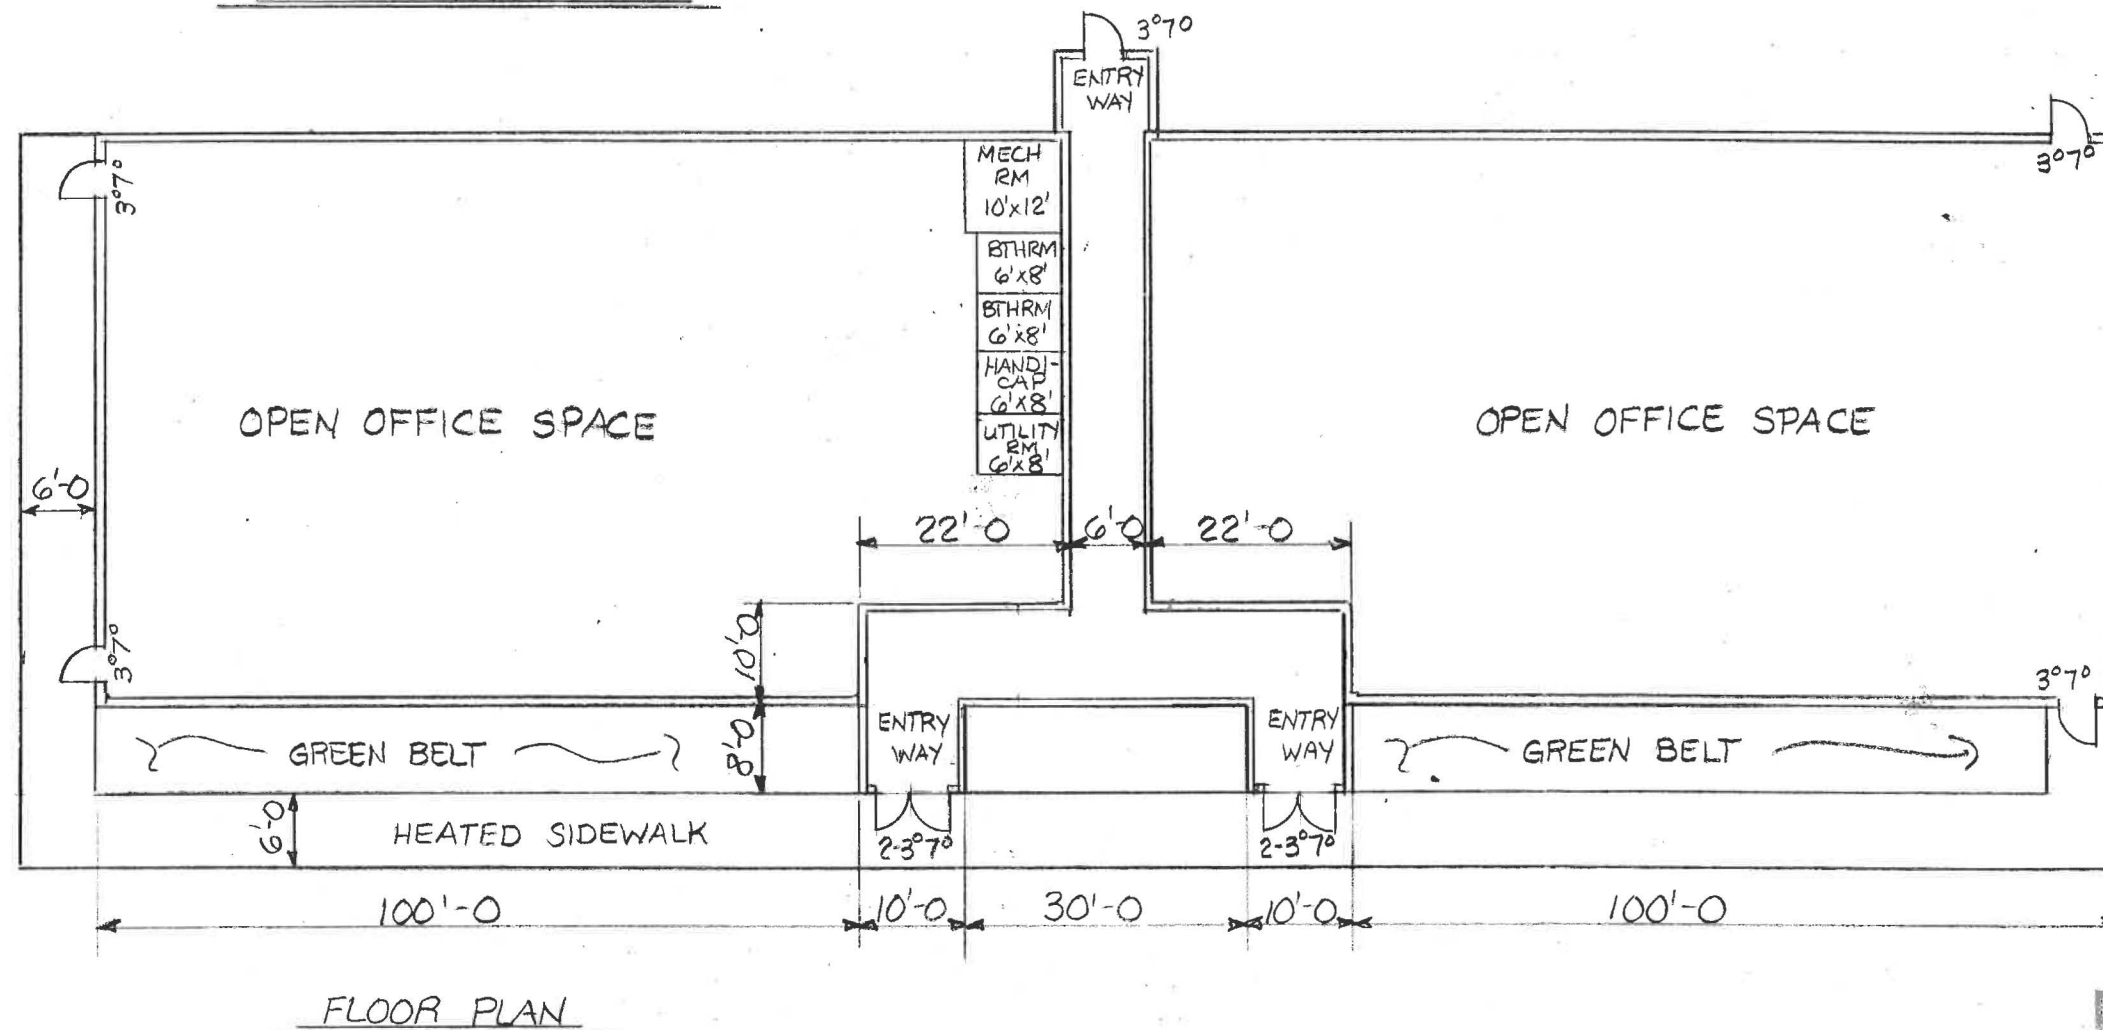 3°7°
ENTRY
WAY
MECH
RM
10'x12'
3°7°
3°7°
BTHRM
6'x8'
BTHRM
6'x8'
HANDI-
CAP
6'x8'
UTILITY
RM
6'x8'
OPEN OFFICE SPACE
OPEN OFFICE SPACE
6'-0
22'-0
6'-0
22'-0
10'-0
3°7°
3°7°
ENTRY
WAY
ENTRY
WAY
8'-0
GREEN BELT
GREEN BELT
6'-0
HEATED SIDEWALK
2-3°7°
2-3°7°
100'-0
10'-0
30'-0
10'-0
100'-0
FLOOR PLAN